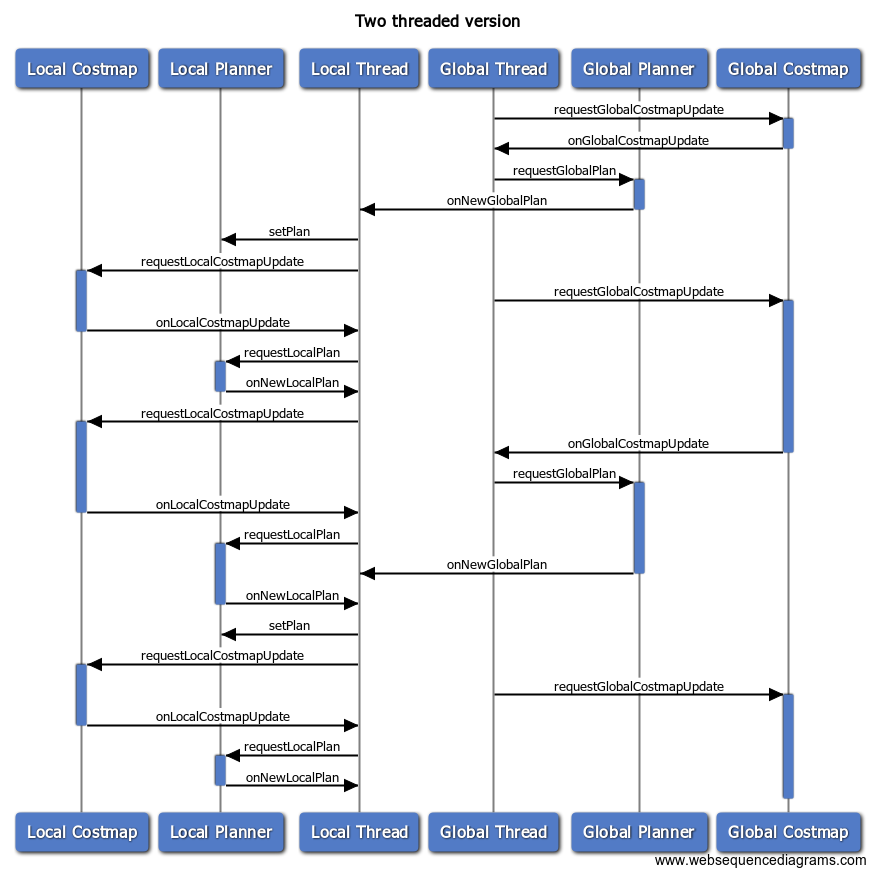 Two threaded version
Local Costmap Local Planner Local Thread Global Thread Global Planner Global Costmap
requestGlobalCostmapUpdate
onGlobalCostmapUpdate
requestGlobalPlan
onNewGlobalPlan
setPlan
requestLocalCostmapUpdate
requestGlobalCostmapUpdate
onLocalCostmapUpdate
requestLocalPlan
onNewLocalPlan
requestLocalCostmapUpdate
onGlobalCostmapUpdate
requestGlobalPlan
onLocalCostmapUpdate
requestLocalPlan
onNewGlobalPlan
onNewLocalPlan
setPlan
requestLocalCostmapUpdate
requestGlobalCostmapUpdate
onLocalCostmapUpdate
requestLocalPlan
onNewLocalPlan
Local Costmap Local Planner Local Thread Global Thread Global Planner Global Costmap
www.websequencediagrams.com